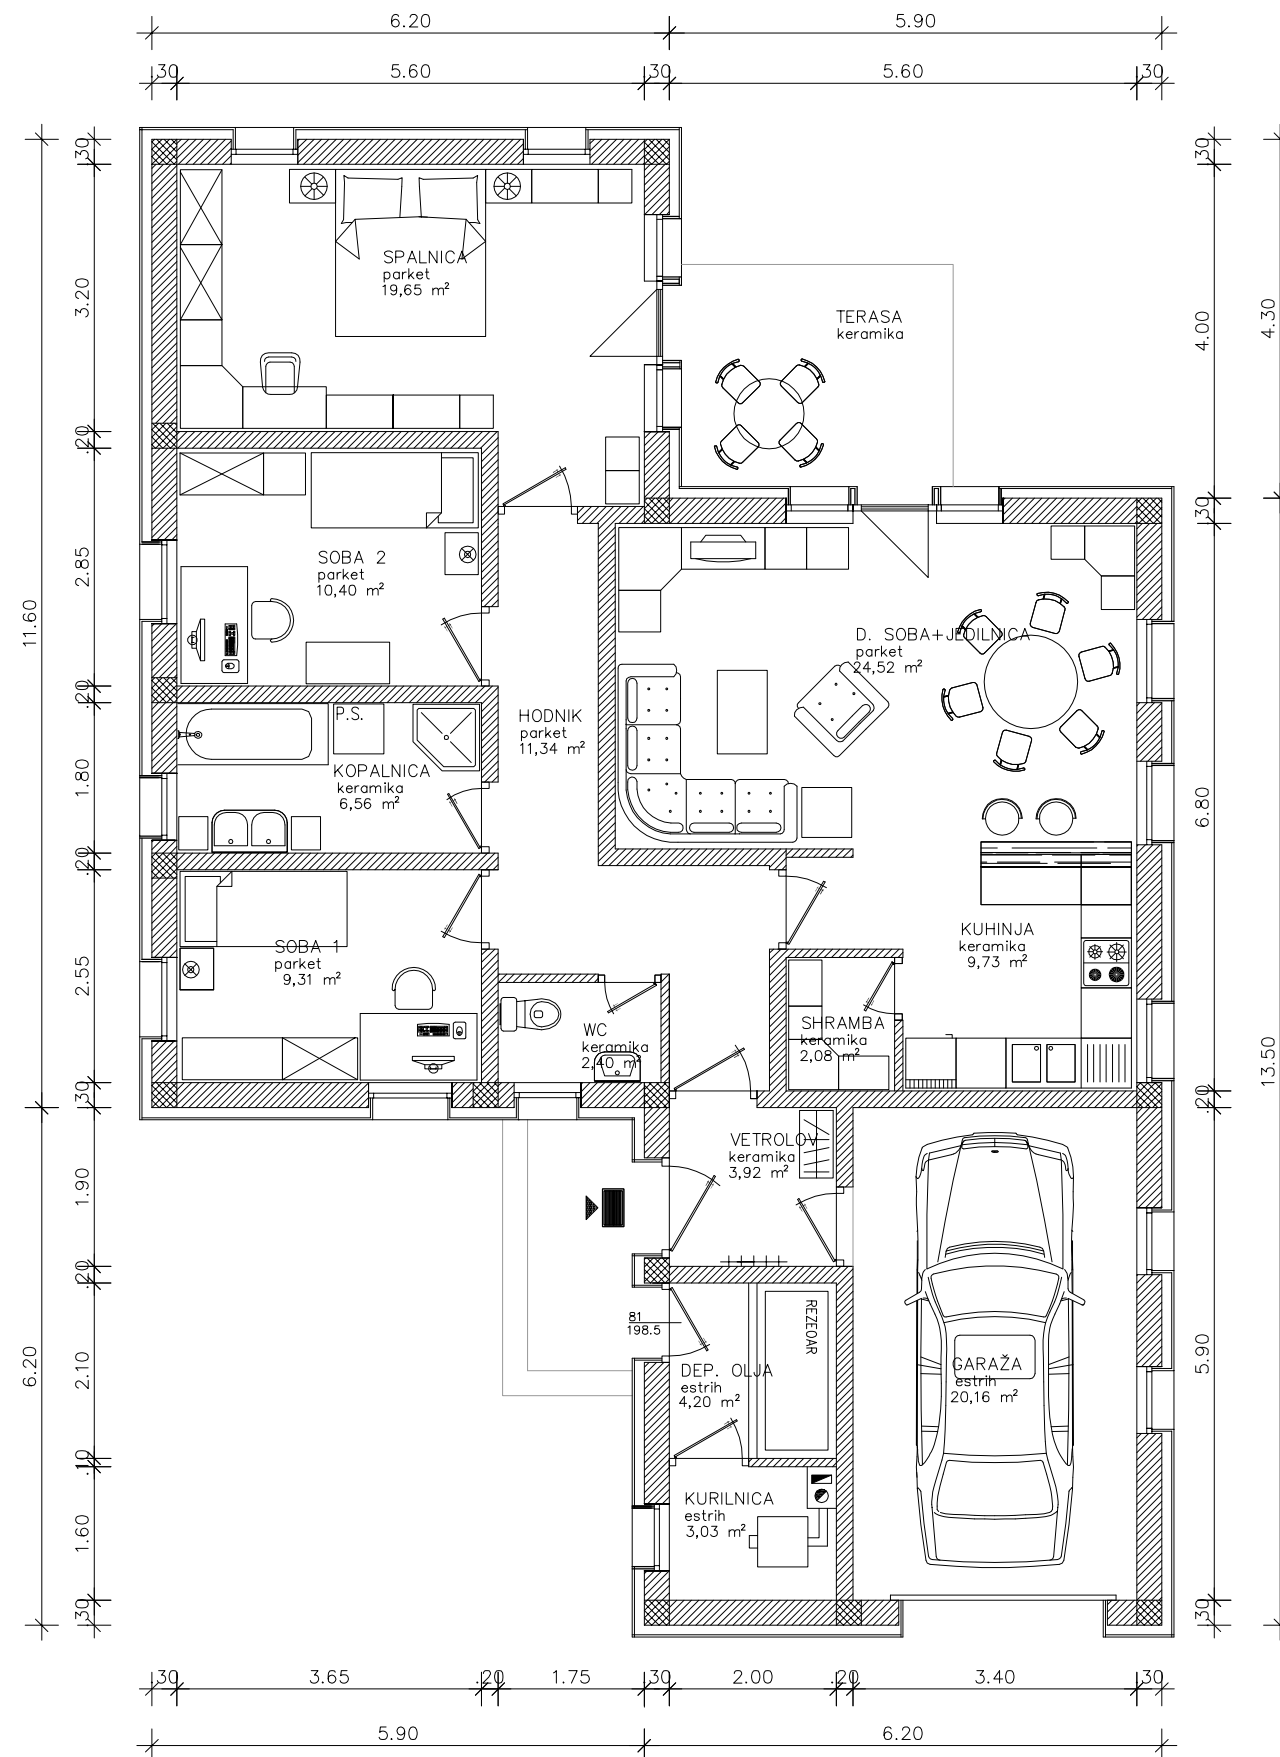 6.20
5.90
.30
5.60
.30
5.60
.30
.30
3.20
.20
2.85
.20
1.80
.20
2.55
.30
1.90
.20
2.10
.10
1.60
.30
11.60
6.20
SPALNICA
parket
19,65 m²
TERASA
keramika
SOBA 2
parket
10,40 m²
D. SOBA+JEDILNICA
parket
24,52 m²
P.S.
HODNIK
parket
11,34 m²
KOPALNICA
keramika
6,56 m²
SOBA 1
parket
9,31 m²
KUHINJA
keramika
9,73 m²
WC
keramika
2,40 m²
SHRAMBA
keramika
2,08 m²
VETROLOV
keramika
3,92 m²
81
198.5
REZEOAR
DEP. OLJA
estrih
4,20 m²
GARAŽA
estrih
20,16 m²
KURILNICA
estrih
3,03 m²
.30
4.00
.30
6.80
.20
5.90
.30
4.30
13.50
.30
3.65
.20
1.75
.30
2.00
.20
3.40
.30
5.90
6.20